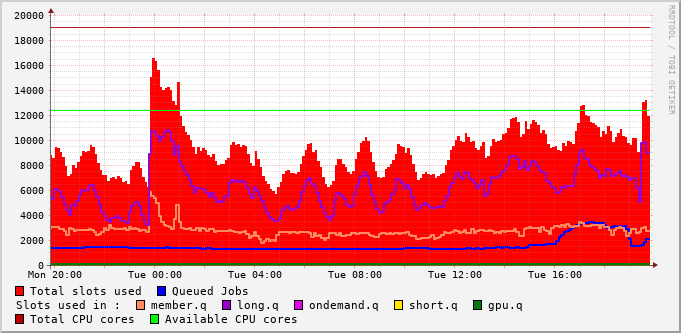 20000
18000
16000
14000
12000
10000
8000
6000
4000
2000
0
Mon 20:00 Tue 00:00 Tue 04:00 Tue 08:00 Tue 12:00 Tue 16:00
Total slots used Queued Jobs
Slots used in : member.q long.q ondemand.q short.q gpu.q
Total CPU cores Available CPU cores
RRDTOOL / TOBI OETIKER